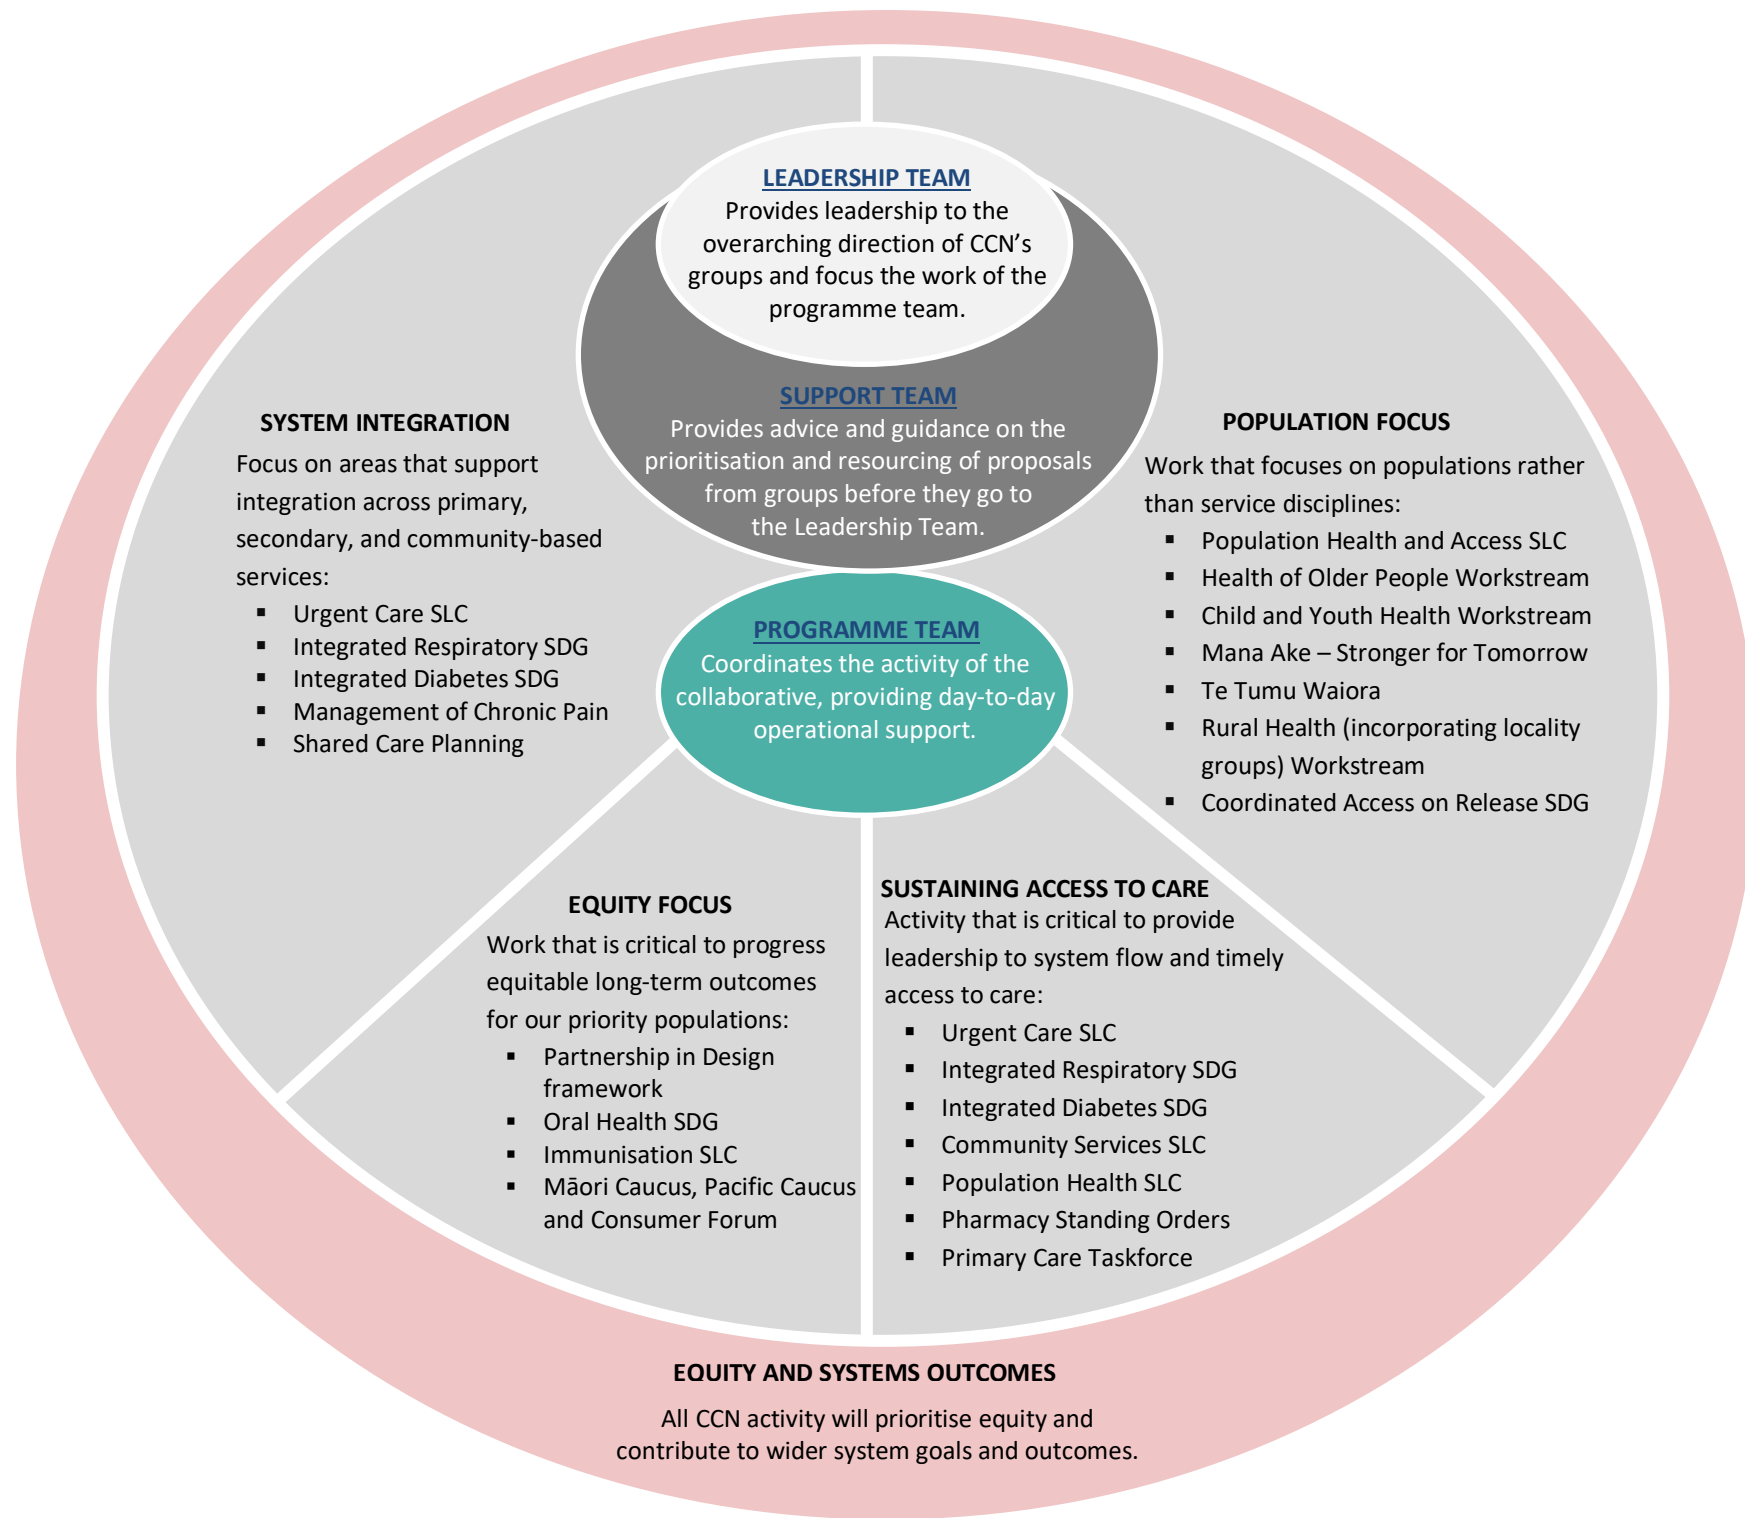 LEADERSHIP TEAM
Provides leadership to the
overarching direction of CCN’s
groups and focus the work of the
programme team.
SUPPORT TEAM
Provides advice and guidance on the
prioritisation and resourcing of proposals
from groups before they go to
the Leadership Team.
PROGRAMME TEAM
Coordinates the activity of the
collaborative, providing day-to-day
operational support.
SYSTEM INTEGRATION
Focus on areas that support
integration across primary,
secondary, and community-based
services:
▪ Urgent Care SLC
▪ Integrated Respiratory SDG
▪ Integrated Diabetes SDG
▪ Management of Chronic Pain
▪ Shared Care Planning
POPULATION FOCUS
Work that focuses on populations rather
than service disciplines:
▪ Population Health and Access SLC
▪ Health of Older People Workstream
▪ Child and Youth Health Workstream
▪ Mana Ake – Stronger for Tomorrow
▪ Te Tumu Waiora
▪ Rural Health (incorporating locality
groups) Workstream
▪ Coordinated Access on Release SDG
EQUITY FOCUS
Work that is critical to progress
equitable long-term outcomes
for our priority populations:
▪ Partnership in Design
framework
▪ Oral Health SDG
▪ Immunisation SLC
▪ Māori Caucus, Pacific Caucus
and Consumer Forum
SUSTAINING ACCESS TO CARE
Activity that is critical to provide
leadership to system flow and timely
access to care:
▪ Urgent Care SLC
▪ Integrated Respiratory SDG
▪ Integrated Diabetes SDG
▪ Community Services SLC
▪ Population Health SLC
▪ Pharmacy Standing Orders
▪ Primary Care Taskforce
EQUITY AND SYSTEMS OUTCOMES
All CCN activity will prioritise equity and
contribute to wider system goals and outcomes.